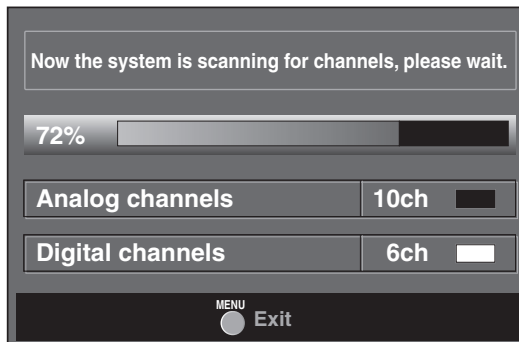 Now the system is scanning for channels, please wait.
72%
Analog channels 10ch
Digital channels 6ch
MENU
Exit